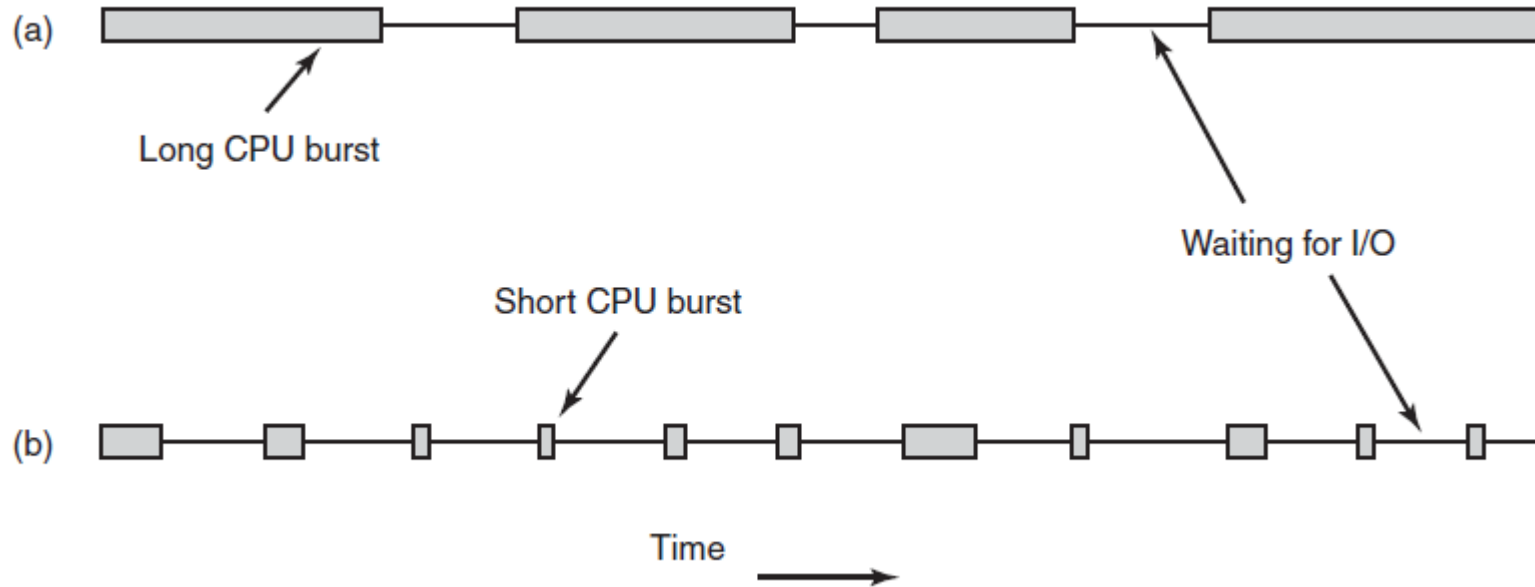 (a)
Long CPU burst
Waiting for I/O
Short CPU burst
(b)
Time